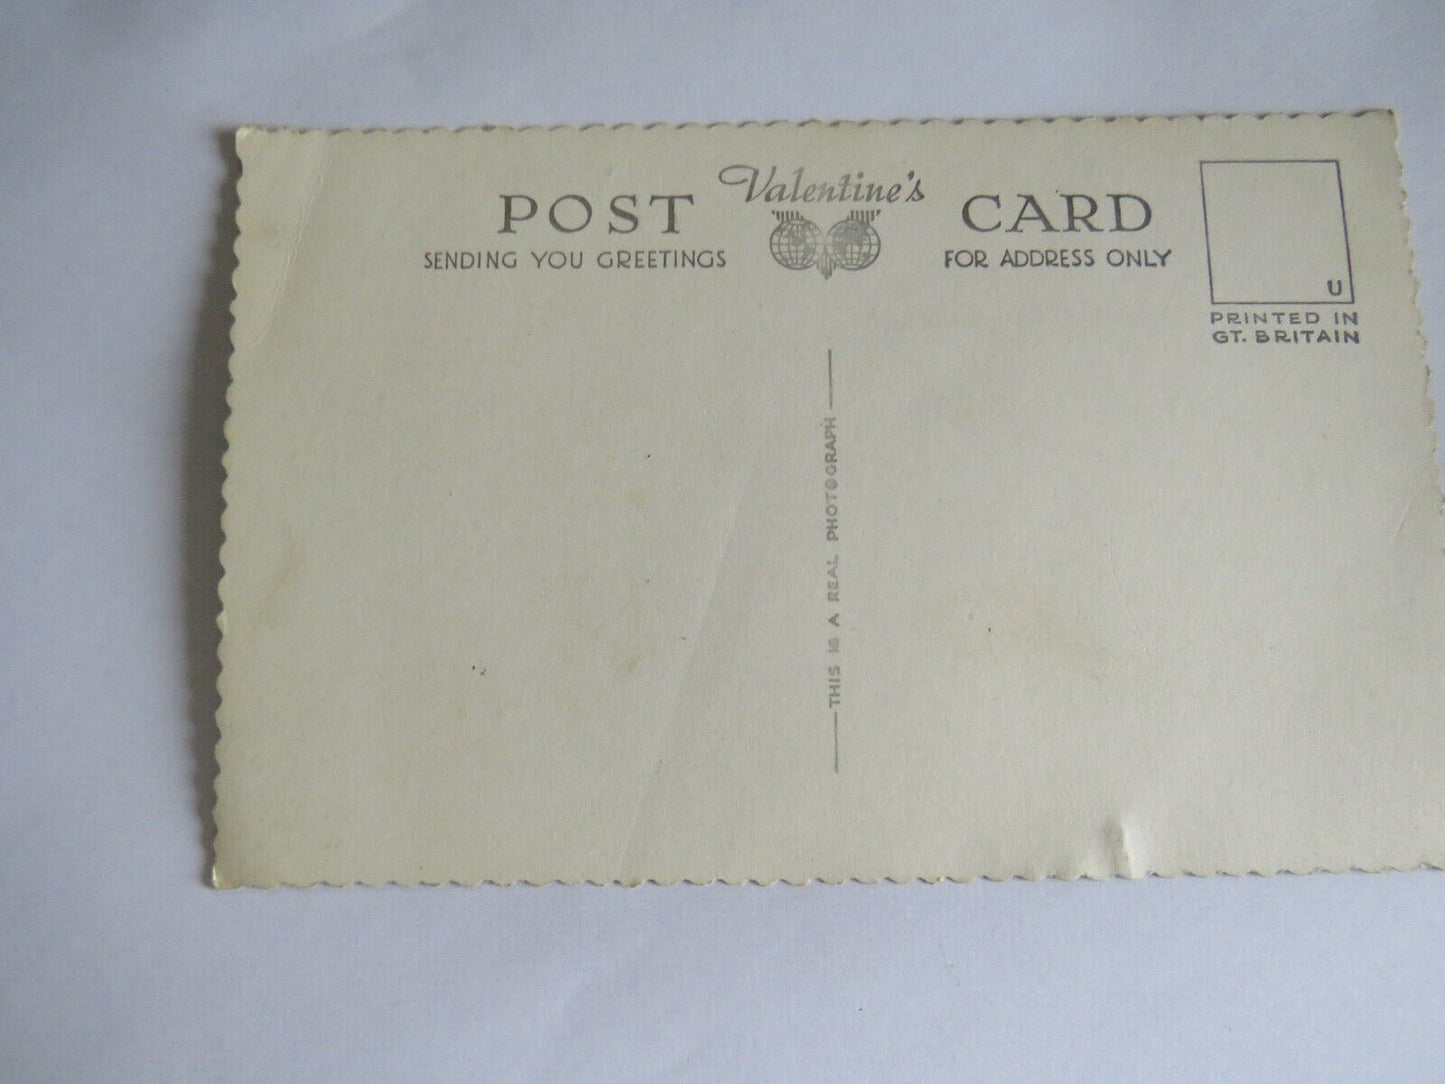 POST Valentine's CARD
SENDING YOU GREETINGS
FOR ADDRESS ONLY
U
PRINTED IN
GT. BRITAIN
THIS IS A REAL PHOTOGRAPH